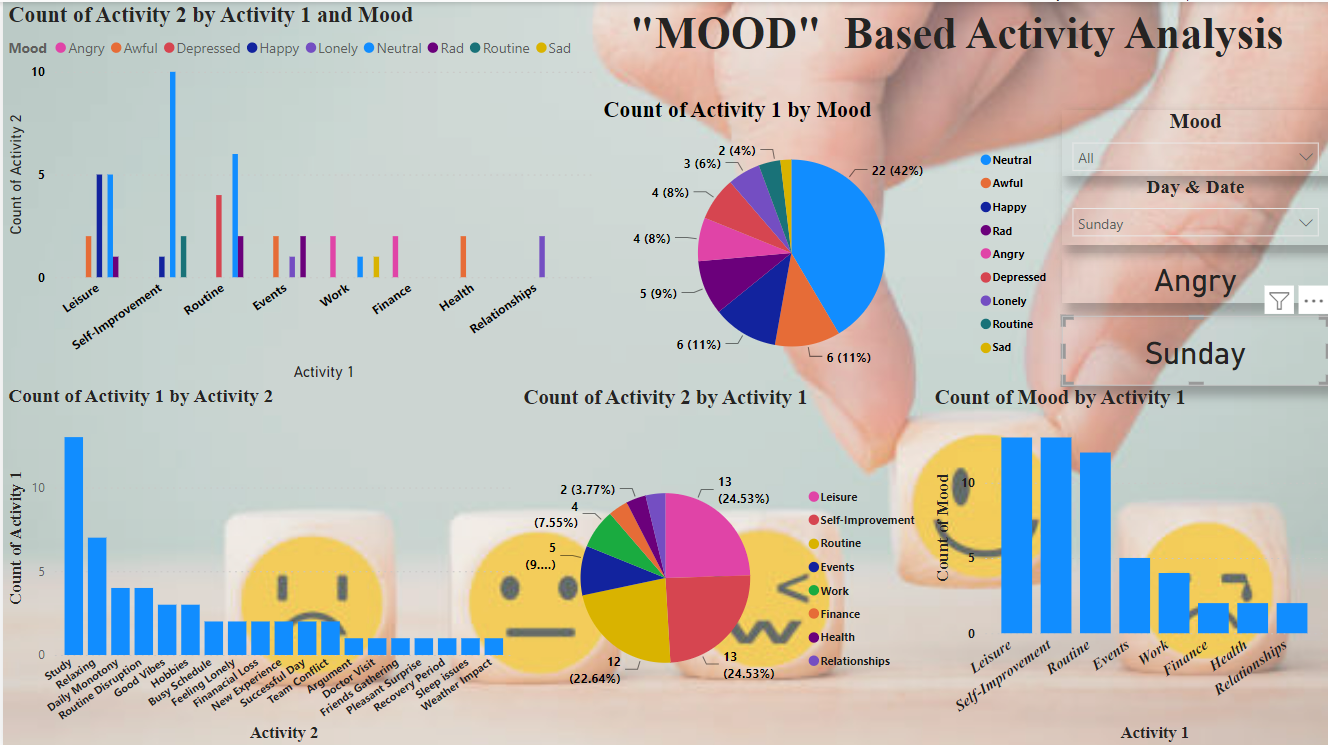 "MOOD" Based Activity Analysis
Count of Activity 2 by Activity 1 and Mood
Mood Angry Awful Depressed Happy Lonely Neutral Rad Routine Sad
Count of Activity 2
10
5
0
Leisure
Self-Improvement
Routine
Events
Work
Finance
Health
Relationships
Activity 1
Count of Activity 1 by Mood
2 (4%)
3 (6%)
4 (8%)
4 (8%)
5 (9%)
6 (11%)
6 (11%)
22 (42%)
Neutral
Awful
Happy
Rad
Angry
Depressed
Lonely
Routine
Sad
Mood
All
Day & Date
Sunday
Angry
Sunday
Count of Activity 1 by Activity 2
Count of Activity 1
10
5
0
Study
Relaxing
Daily Monotony
Routine Disruption
Good Vibes
Hobbies
Busy Schedule
Feeling Lonely
Finanacial Loss
New Experience
Successful Day
Team Conflict
Argument
Doctor Visit
Friends Gathering
Pleasant Surprise
Recovery Period
Sleep issues
Weather Impact
Activity 2
Count of Activity 2 by Activity 1
2 (3.77%)
4
(7.55%)
5
(9....)
12
(22.64%)
13
(24.53%)
13
(24.53%)
Leisure
Self-Improvement
Routine
Events
Work
Finance
Health
Relationships
Count of Mood by Activity 1
Count of Mood
10
5
0
Leisure
Self-Improvement
Routine
Events
Work
Finance
Health
Relationships
Activity 1